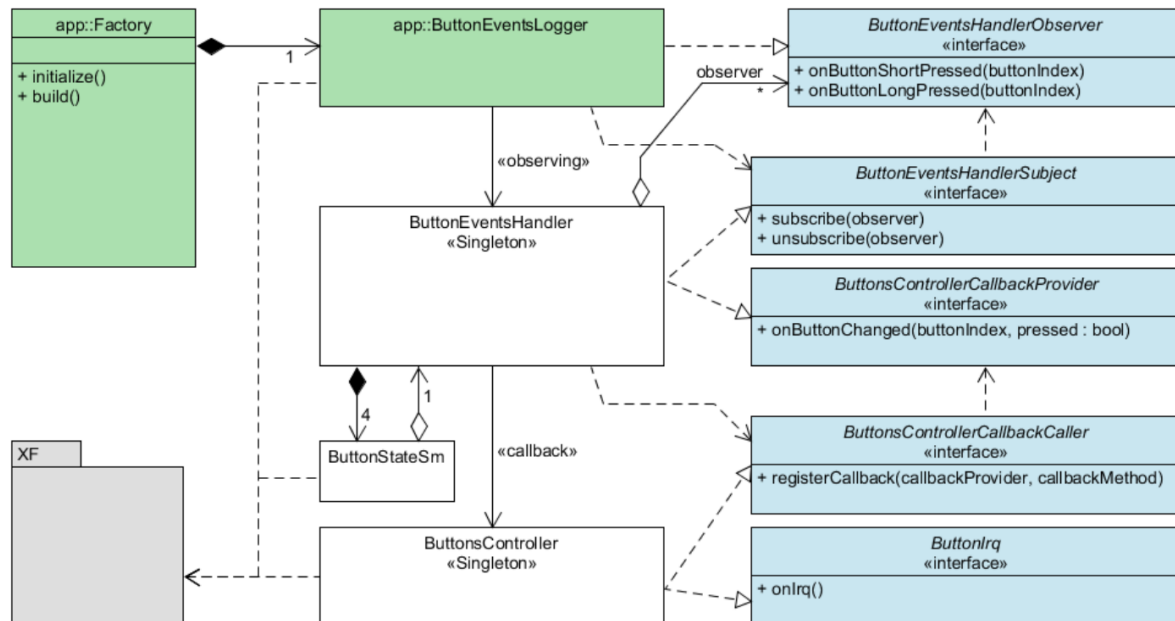 app::Factory
+ initialize()
+ build()
1
app::ButtonEventsLogger
ButtonEventsHandlerObserver
«interface»
+ onButtonShortPressed(buttonIndex)
+ onButtonLongPressed(buttonIndex)
observer
*
«observing»
ButtonEventsHandlerSubject
«interface»
+ subscribe(observer)
+ unsubscribe(observer)
ButtonEventsHandler
«Singleton»
ButtonsControllerCallbackProvider
«interface»
+ onButtonChanged(buttonIndex, pressed : bool)
4
1
ButtonStateSm
«callback»
ButtonsControllerCallbackCaller
«interface»
+ registerCallback(callbackProvider, callbackMethod)
XF
ButtonsController
«Singleton»
ButtonIrq
«interface»
+ onIrq()